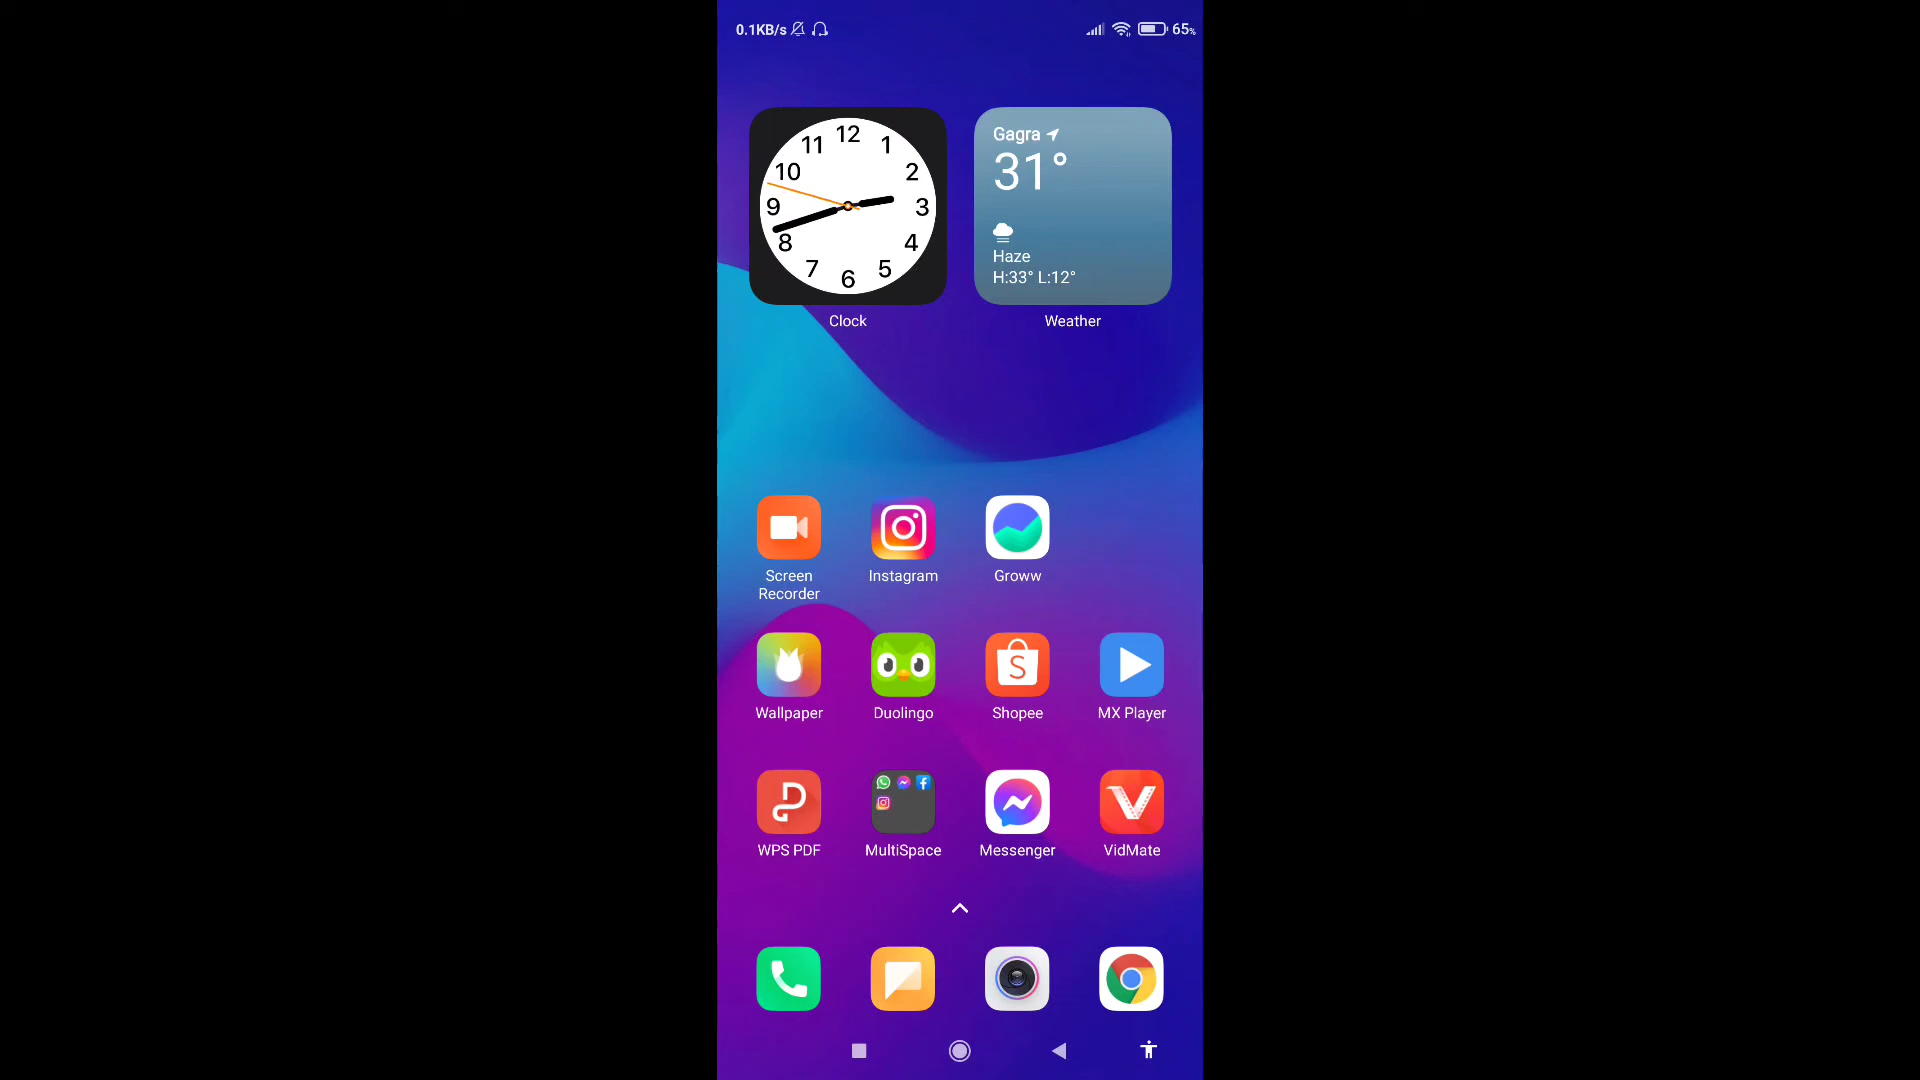 0.1KB/s 65%
12
11 1
10 2
9 3
8 4
7 5
6
Clock
Gagra
31°
Haze
H:33° L:12°
Weather
Screen
Recorder
Instagram
Groww
Wallpaper
Duolingo
S
Shopee
MX Player
WPS PDF
MultiSpace
Messenger
VidMate